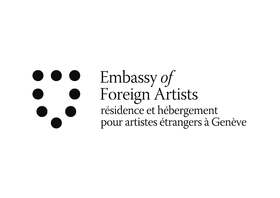 Embassy of
Foreign Artists
résidence et hébergement
pour artistes étrangers à Genève